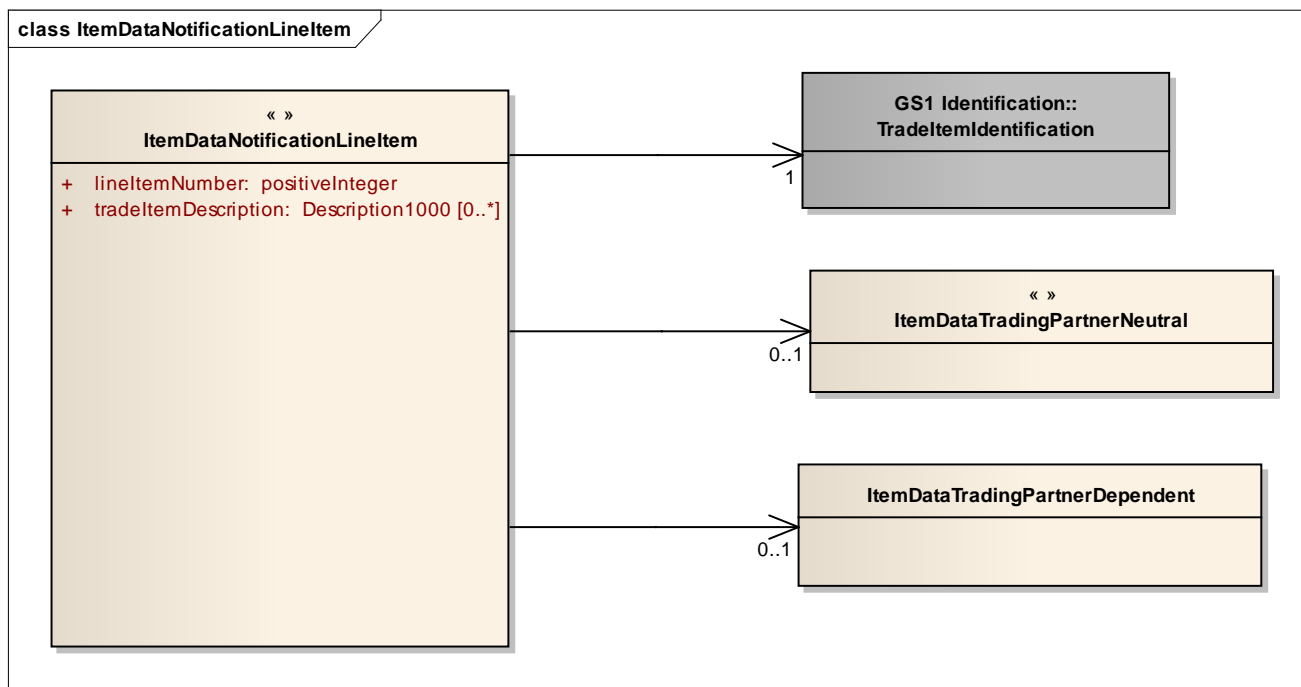 class ItemDataNotificationLineItem
« »
ItemDataNotificationLineItem
+ lineItemNumber: positiveInteger
+ tradeItemDescription: Description1000 [0..*]
GS1 Identification::
TradeItemIdentification
1
« »
ItemDataTradingPartnerNeutral
0..1
ItemDataTradingPartnerDependent
0..1